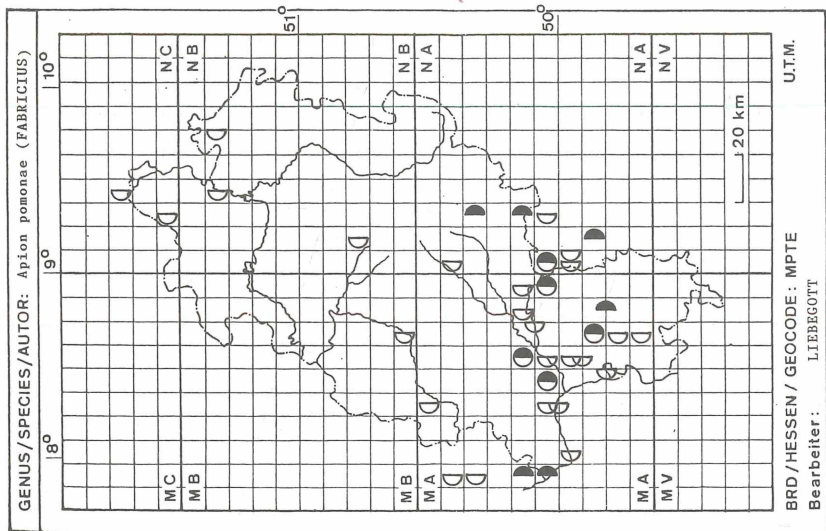 GENUS/SPECIES/AUTOR: Apion pomonae (FABRICIUS)
8° 9° 10°
MC NC
MB NB
51°
MB NB
MA NA
50°
MA NA
MV NV
20 km
BRD/HESSEN / GEOCODE: MPTE U.T.M.
Bearbeiter: LIEBEGOTT